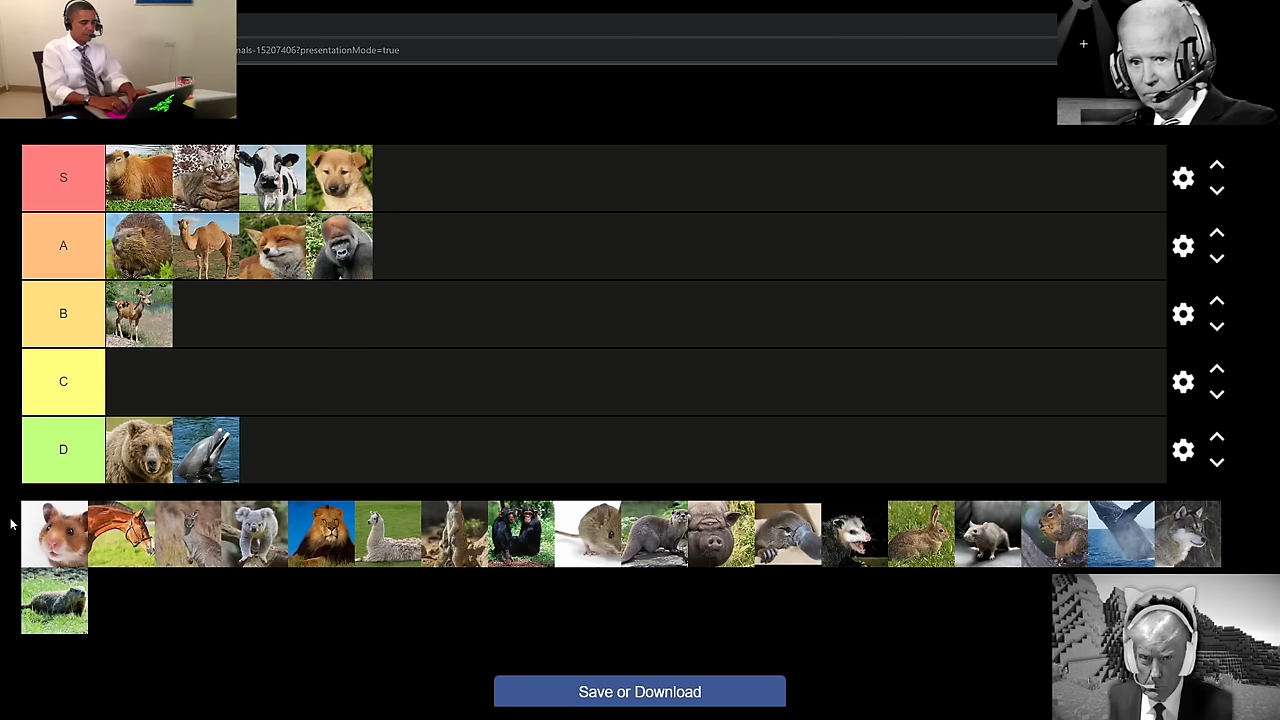 nals-15207406?presentationMode=true
S
A
B
C
D
Save or Download